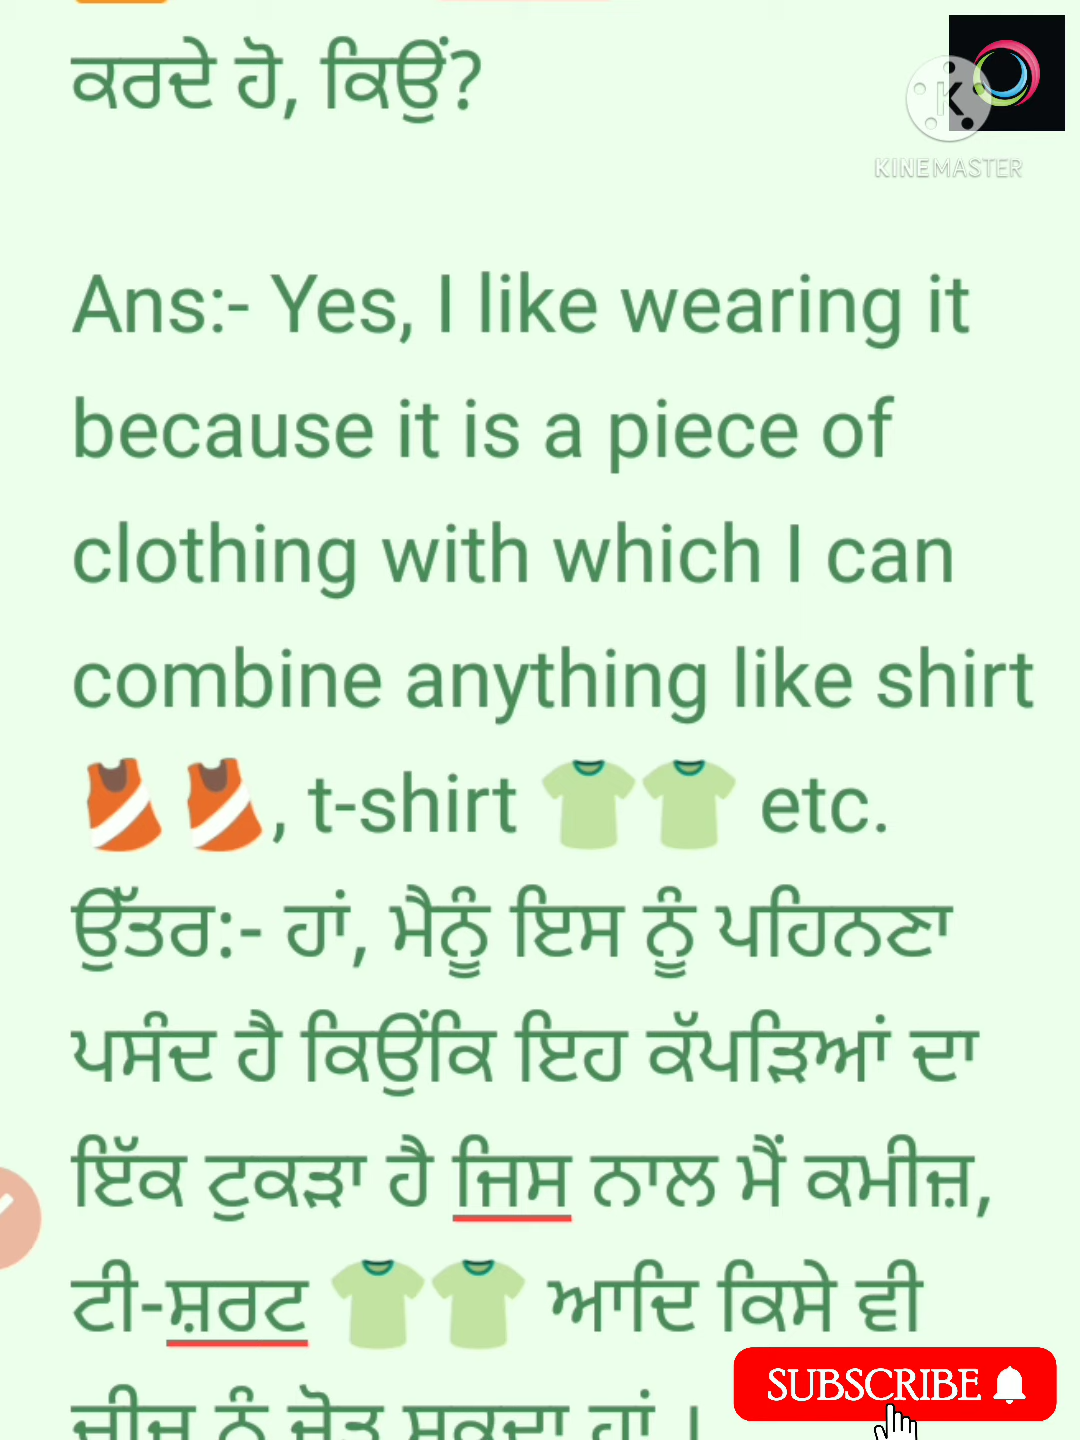 ਕਰਦੇ ਹੋ, ਕਿਉਂ?
KINEMASTER
Ans:- Yes, I like wearing it
because it is a piece of
clothing with which I can
combine anything like shirt
, t-shirt etc.
ਉੱਤਰ:- ਹਾਂ, ਮੈਨੂੰ ਇਸ ਨੂੰ ਪਹਿਨਣਾ
ਪਸੰਦ ਹੈ ਕਿਉਂਕਿ ਇਹ ਕੱਪੜਿਆਂ ਦਾ
ਇੱਕ ਟੁਕੜਾ ਹੈ ਜਿਸ ਨਾਲ ਮੈਂ ਕਮੀਜ਼,
ਟੀ-ਸ਼ਰਟ ਆਦਿ ਕਿਸੇ ਵੀ
SUBSCRIBE
ਨੂੰ ਜੋੜ ਸਕਦਾ ਹਾਂ।